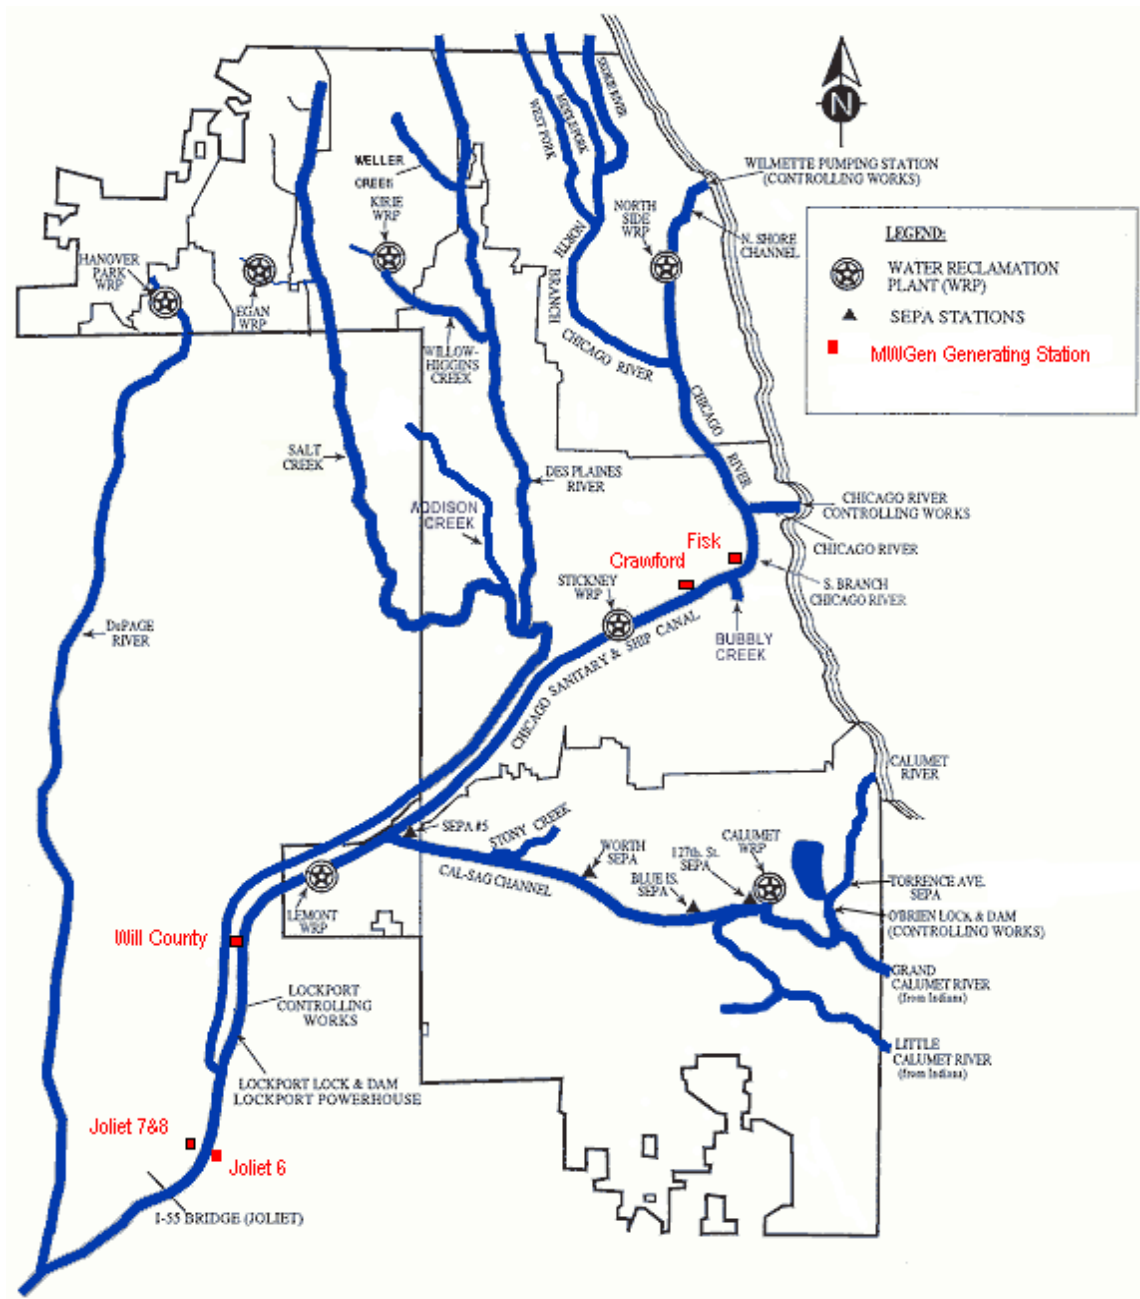 SKOKIE RIVER
MIDDLE FORK
WEST FORK
N
WILMETTE PUMPING STATION
(CONTROLLING WORKS)
WELLER
CREEK
KIRIE
WRP
NORTH
SIDE
WRP
N. SHORE
CHANNEL
LEGEND:
WATER RECLAMATION
PLANT (WRP)
SEPA STATIONS
MWGen Generating Station
HANOVER
PARK
WRP
EGAN
WRP
NORTH
BRANCH
CHICAGO RIVER
WILLOW-
HIGGINS
CREEK
CHICAGO
RIVER
SALT
CREEK
DES PLAINES
RIVER
ADDISON
CREEK
CHICAGO RIVER
CONTROLLING WORKS
CHICAGO RIVER
Fisk
Crawford
STICKNEY
WRP
S. BRANCH
CHICAGO RIVER
BUBBLY
CREEK
DuPAGE
RIVER
CHICAGO SANITARY & SHIP CANAL
CALUMET
RIVER
SEPA #5
STONY CREEK
WORTH
SEPA
127th. St.
SEPA
CALUMET
WRP
BLUE IS.
SEPA
CAL-SAG CHANNEL
TORRENCE AVE.
SEPA
O'BRIEN LOCK & DAM
(CONTROLLING WORKS)
LEMONT
WRP
Will County
GRAND
CALUMET RIVER
(from Indiana)
LOCKPORT
CONTROLLING
WORKS
LITTLE
CALUMET RIVER
(from Indiana)
LOCKPORT LOCK & DAM
LOCKPORT POWERHOUSE
Joliet 7&8
Joliet 6
I-55 BRIDGE (JOLIET)